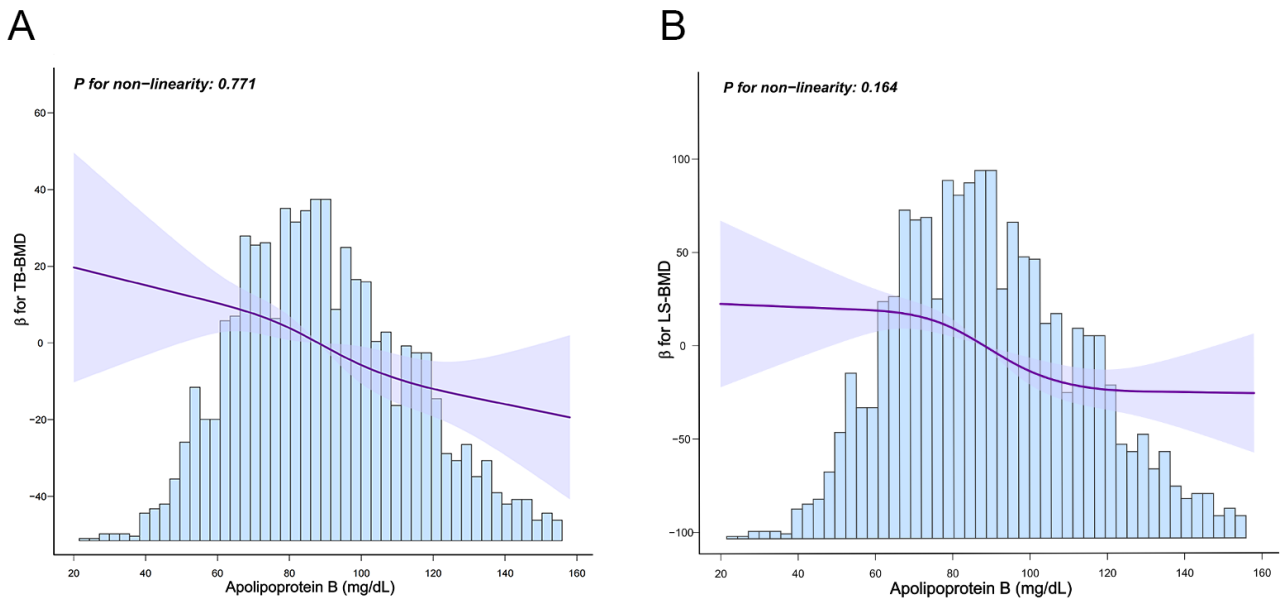 A
P for non−linearity: 0.771
β for TB-BMD
60
40
20
0
−20
−40
20 40 60 80 100 120 140 160
Apolipoprotein B (mg/dL)
B
P for non−linearity: 0.164
β for LS-BMD
100
50
0
−50
−100
20 40 60 80 100 120 140 160
Apolipoprotein B (mg/dL)